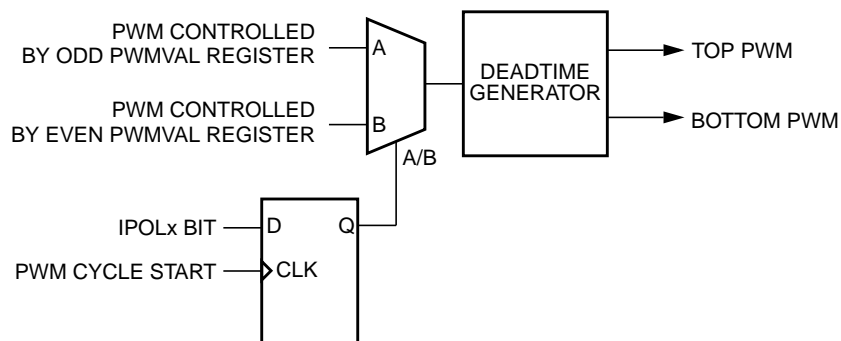 PWM CONTROLLED
BY ODD PWMVAL REGISTER
A
DEADTIME
GENERATOR
TOP PWM
PWM CONTROLLED
BY EVEN PWMVAL REGISTER
B
BOTTOM PWM
A/B
IPOLx BIT
D
Q
PWM CYCLE START
CLK